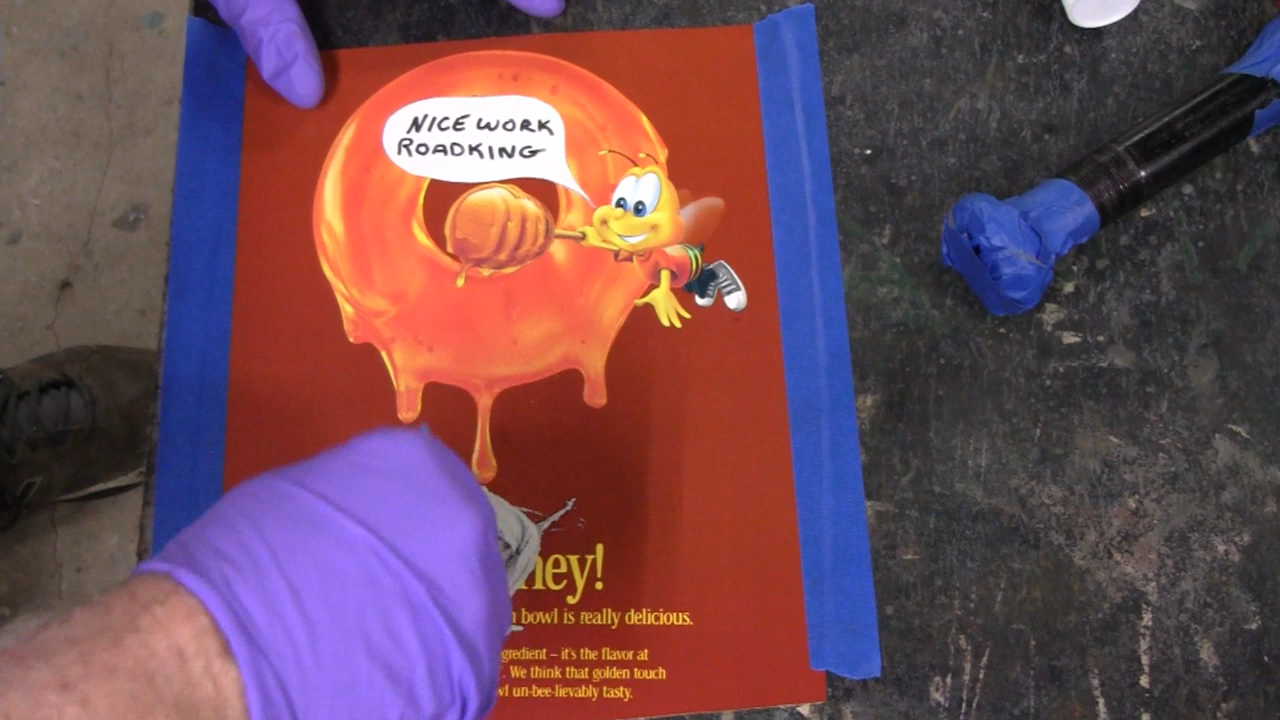 NICE WORK
ROADKING
ney!
bowl is really delicious.
gredient – it's the flavor at
. We think that golden touch
wl un-bee-lievably tasty.